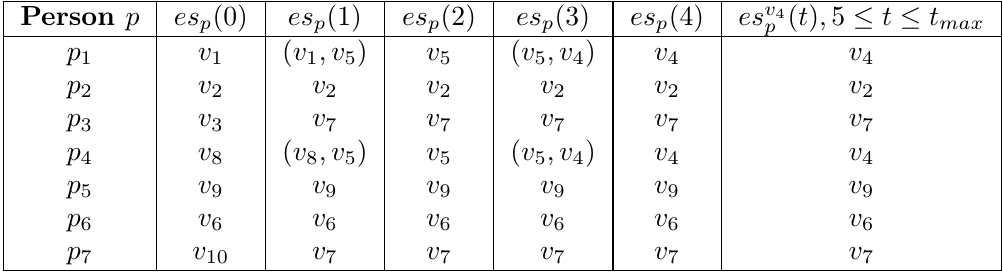 Person p es_p(0) es_p(1) es_p(2) es_p(3) es_p(4) es_p^{v_4}(t), 5 ≤ t ≤ t_{max}
p_1 v_1 (v_1, v_5) v_5 (v_5, v_4) v_4 v_4
p_2 v_2 v_2 v_2 v_2 v_2 v_2
p_3 v_3 v_7 v_7 v_7 v_7 v_7
p_4 v_8 (v_8, v_5) v_5 (v_5, v_4) v_4 v_4
p_5 v_9 v_9 v_9 v_9 v_9 v_9
p_6 v_6 v_6 v_6 v_6 v_6 v_6
p_7 v_{10} v_7 v_7 v_7 v_7 v_7